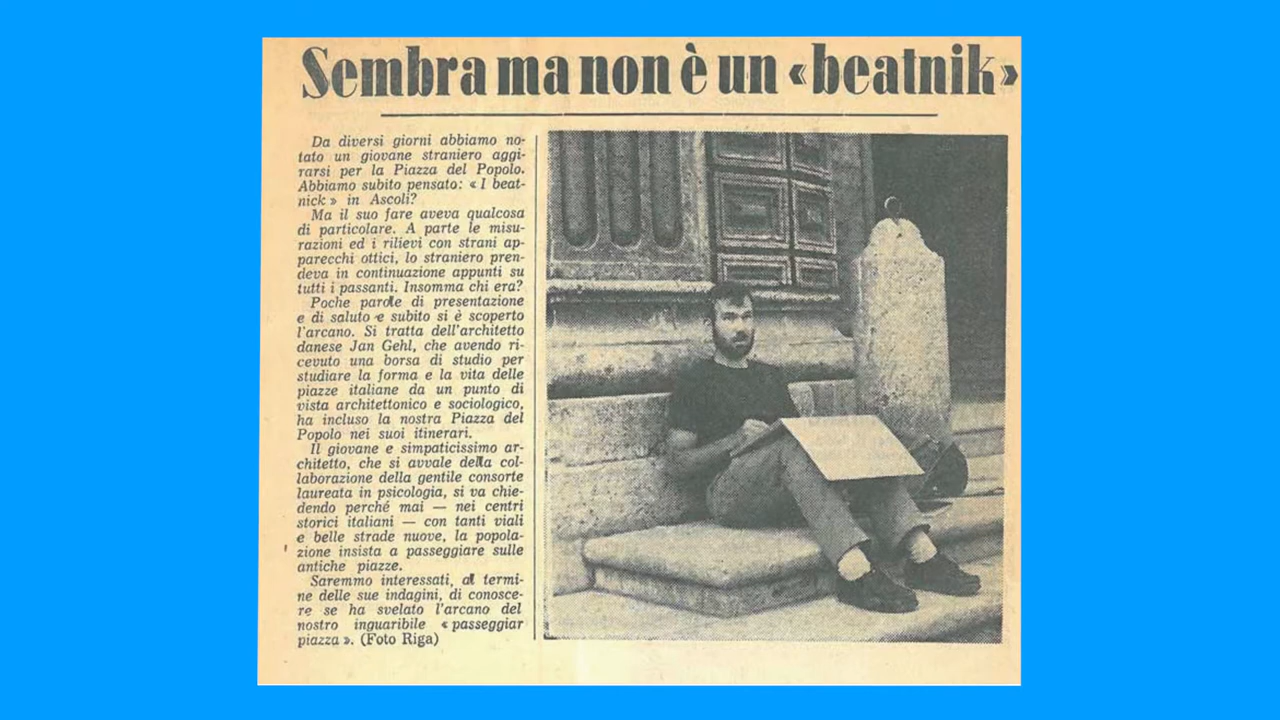 Sembra ma non è un «beatnik»
Da diversi giorni abbiamo no-
tato un giovane straniero aggi-
rarsi per la Piazza del Popolo.
Abbiamo subito pensato: « I beat-
nick » in Ascoli?
Ma il suo fare aveva qualcosa
di particolare. A parte le misu-
razioni ed i rilievi con strani ap-
parecchi ottici, lo straniero pren-
deva in continuazione appunti su
tutti i passanti. Insomma chi era?
Poche parole di presentazione
e di saluto e subito si è scoperto
l'arcano. Si tratta dell'architetto
danese Jan Gehl, che avendo ri-
cevuto una borsa di studio per
studiare la forma e la vita delle
piazze italiane da un punto di
vista architettonico e sociologico,
ha incluso la nostra Piazza del
Popolo nei suoi itinerari.
Il giovane e simpaticissimo ar-
chitetto, che si avvale della col-
laborazione della gentile consorte
laureata in psicologia, si va chie-
dendo perché mai — nei centri
storici italiani — con tanti viali
e belle strade nuove, la popola-
zione insista a passeggiare sulle
antiche piazze.
Saremmo interessati, al termi-
ne delle sue indagini, di conosce-
re se ha svelato l'arcano del
nostro inguaribile « passeggiar
piazza ». (Foto Riga)